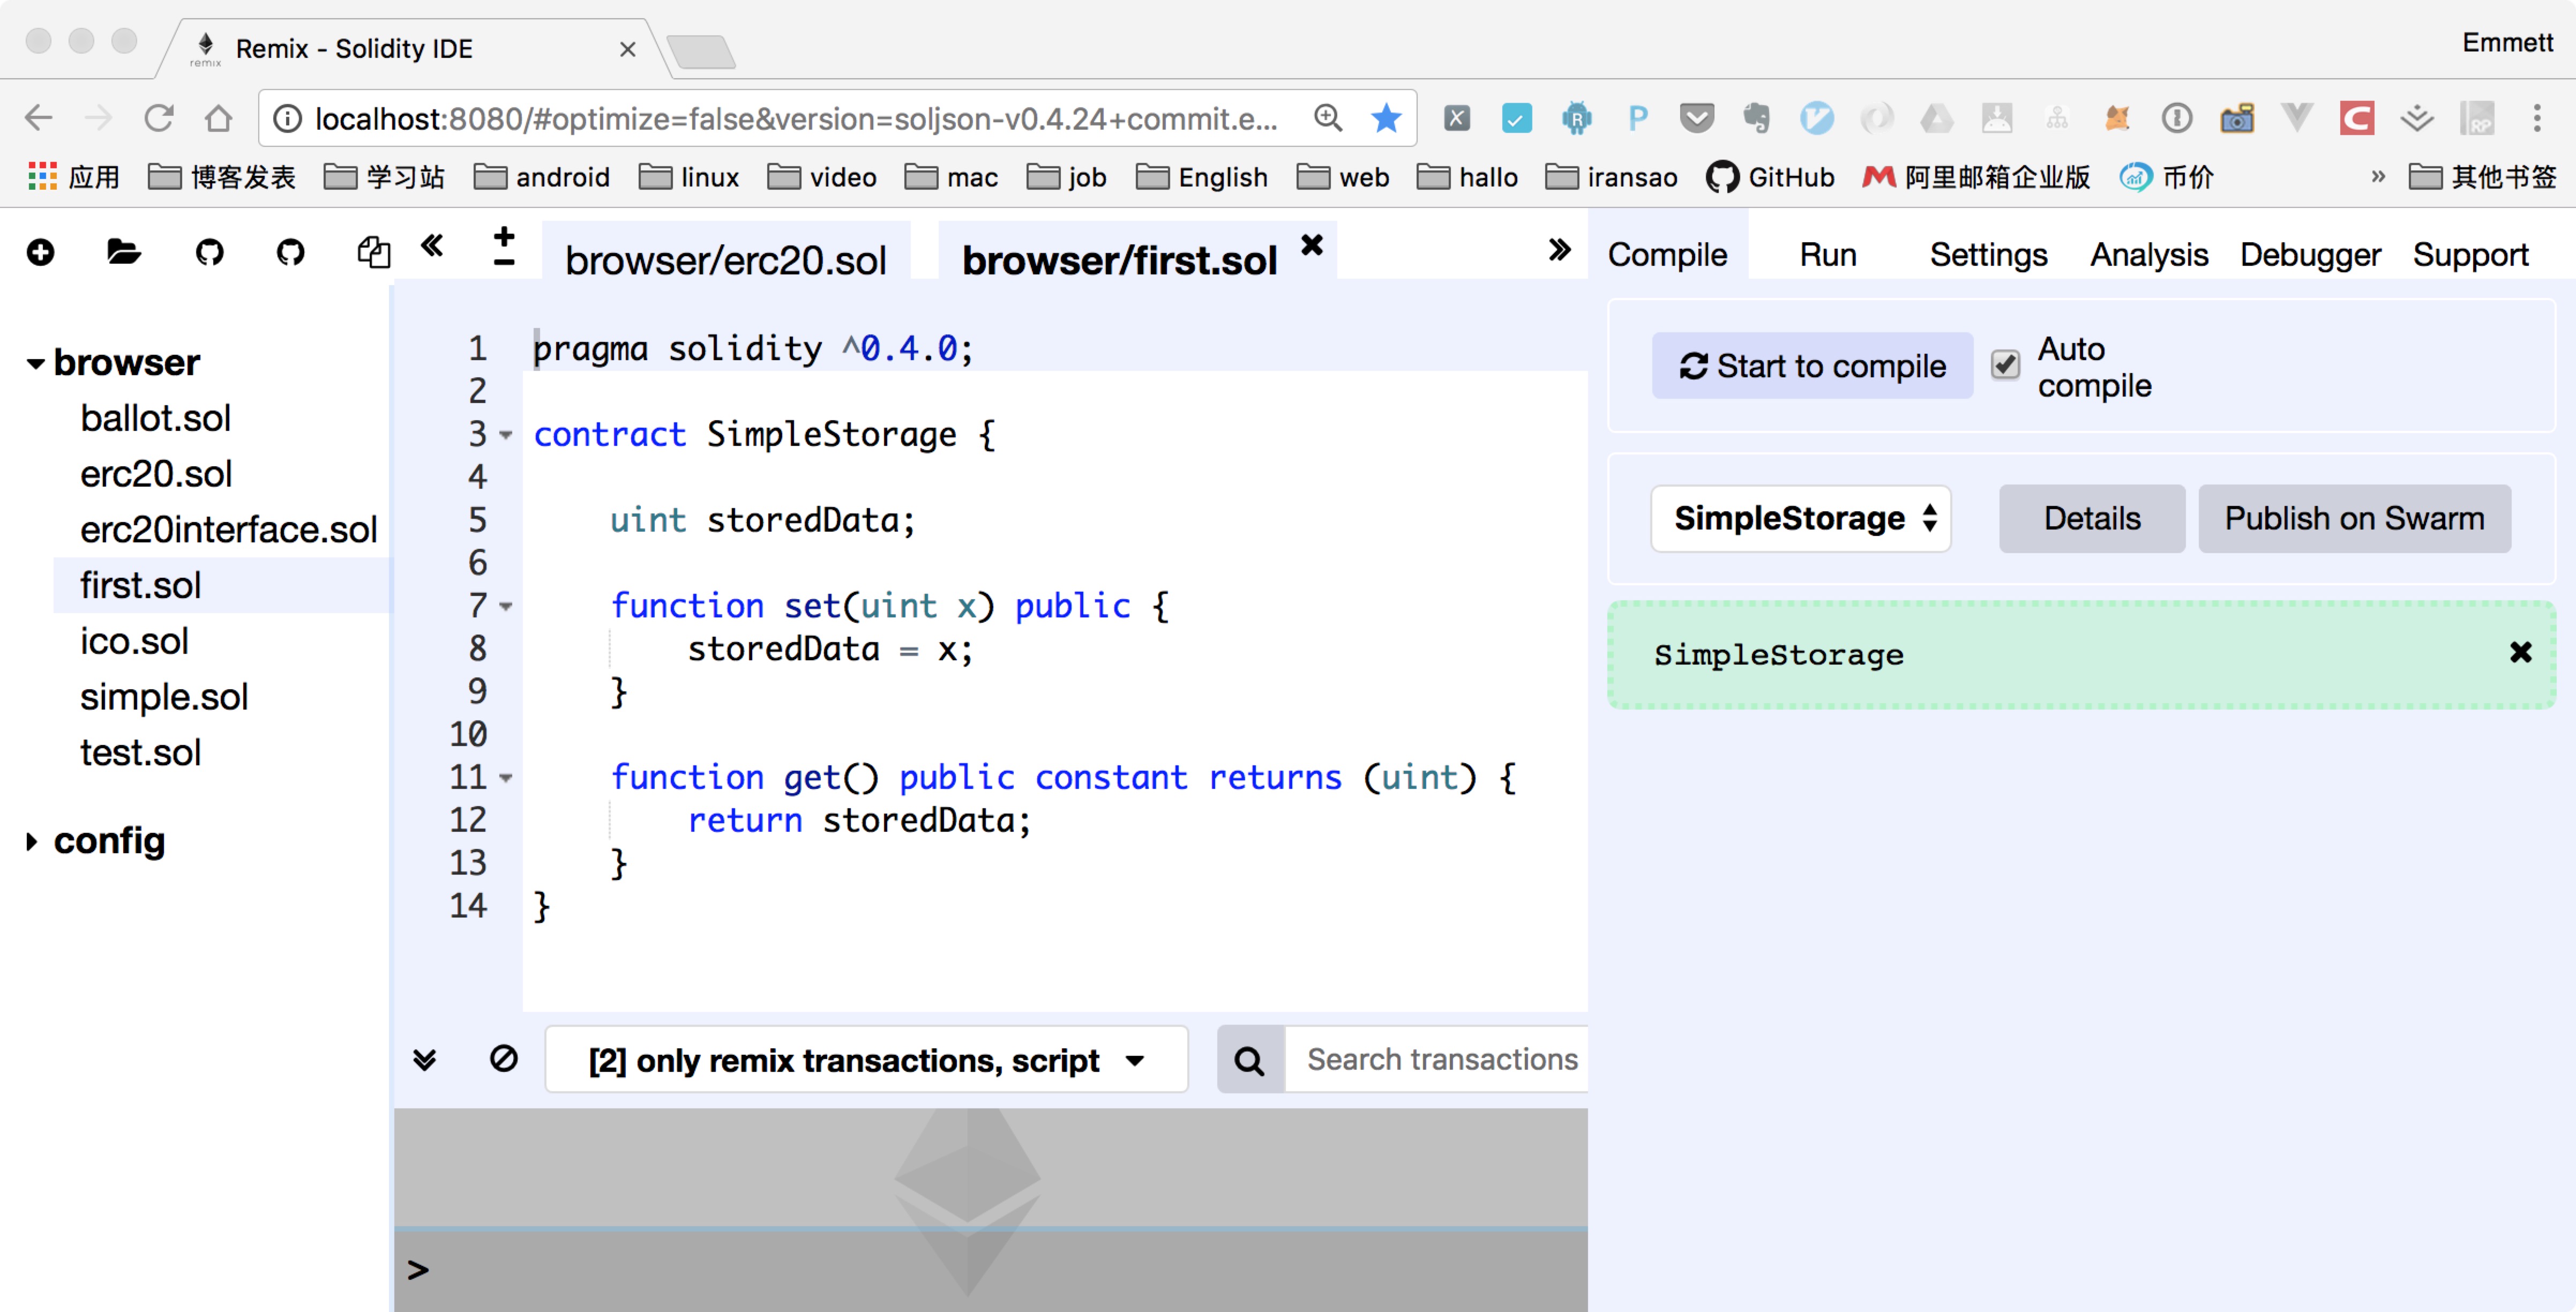 Remix - Solidity IDE
remix
Emmett
localhost:8080/#optimize=false&version=soljson-v0.4.24+commit.e...
应用 博客发表 学习站 android linux video mac job English web hallo iransao GitHub 阿里邮箱企业版 币价 » 其他书签
browser/erc20.sol browser/first.sol
Compile Run Settings Analysis Debugger Support
browser
ballot.sol
erc20.sol
erc20interface.sol
first.sol
ico.sol
simple.sol
test.sol
config
1 pragma solidity ^0.4.0;
2
3 contract SimpleStorage {
4
5 uint storedData;
6
7 function set(uint x) public {
8 storedData = x;
9 }
10
11 function get() public constant returns (uint) {
12 return storedData;
13 }
14 }
[2] only remix transactions, script
Search transactions
>
Start to compile
Auto
compile
SimpleStorage
Details
Publish on Swarm
SimpleStorage